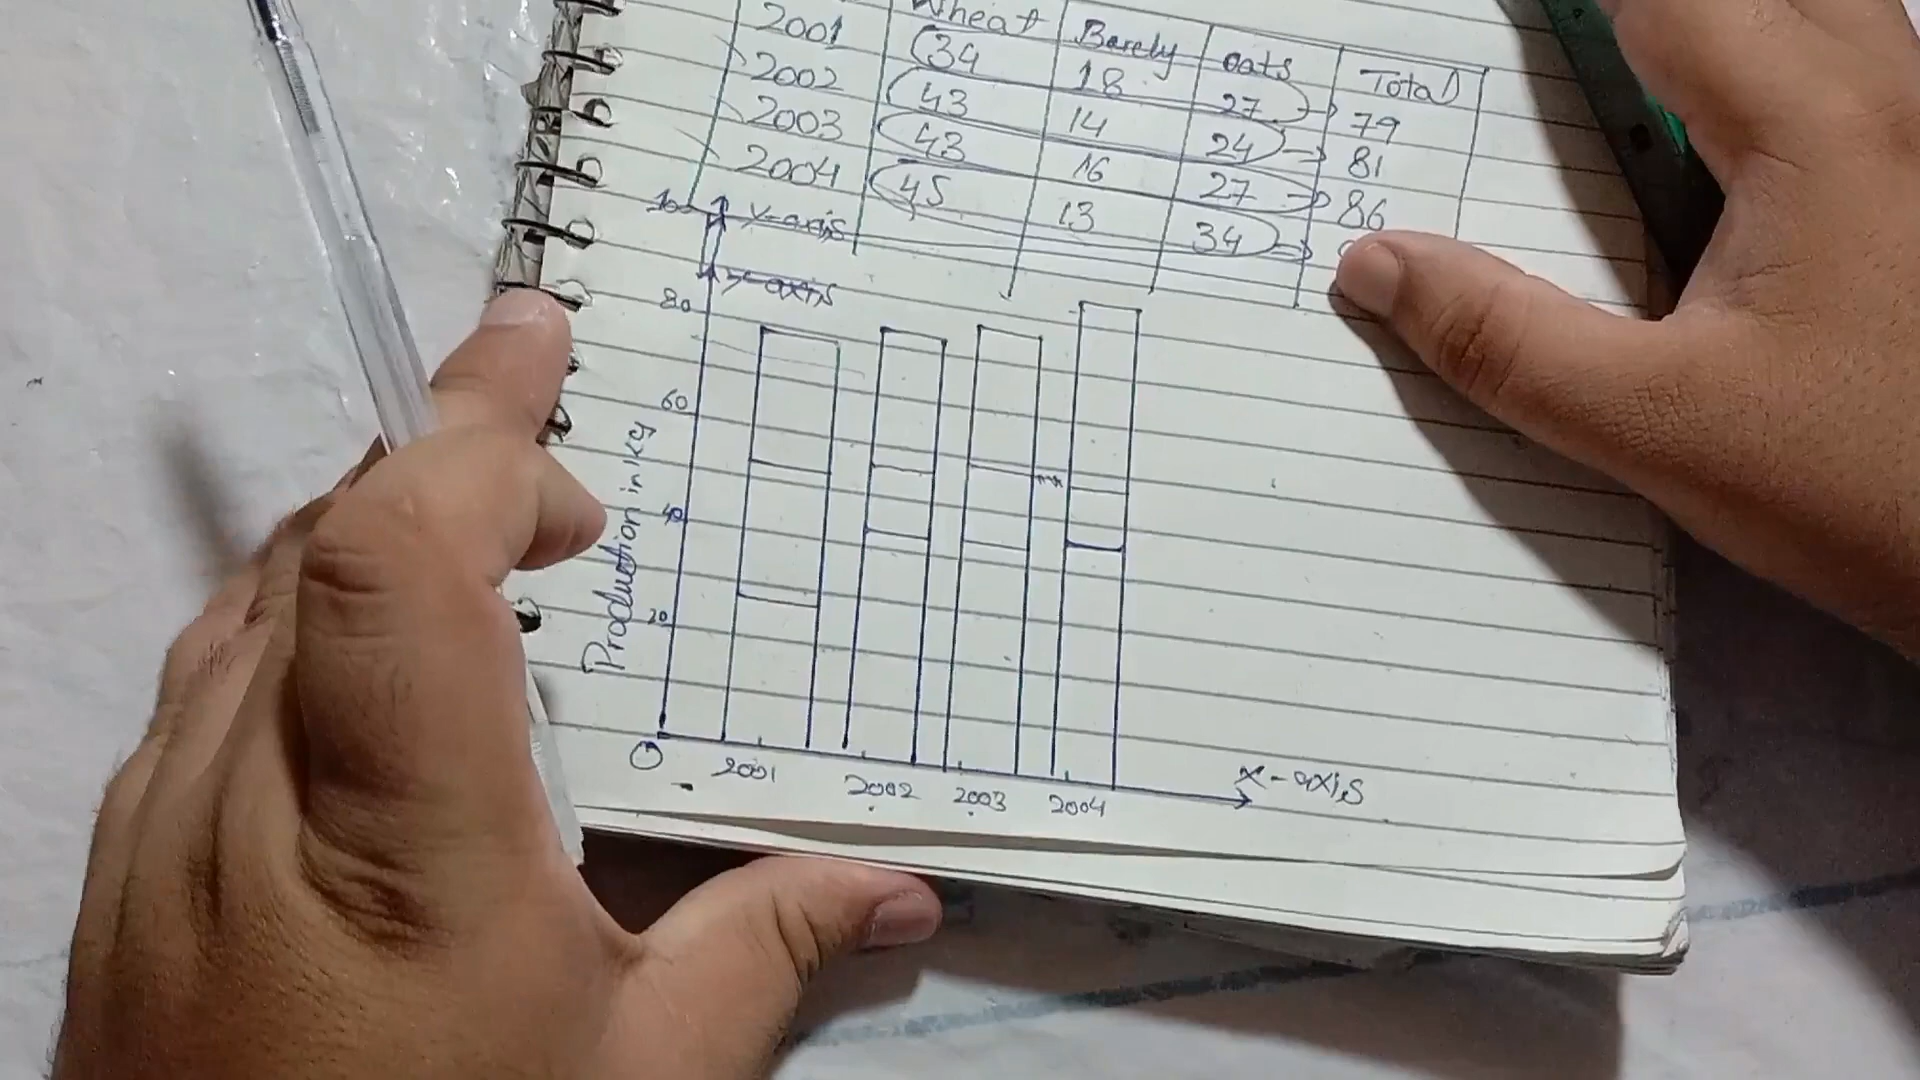 Wheat Barely oats Total
2001 34 18 27 → 79
2002 43 14 24 → 81
2003 43 16 27 → 86
2004 45 13 34 →
10 y-axis
y-axis
80
60
40
20
Production in kg
0 2001 2002 2003 2004 x-axis